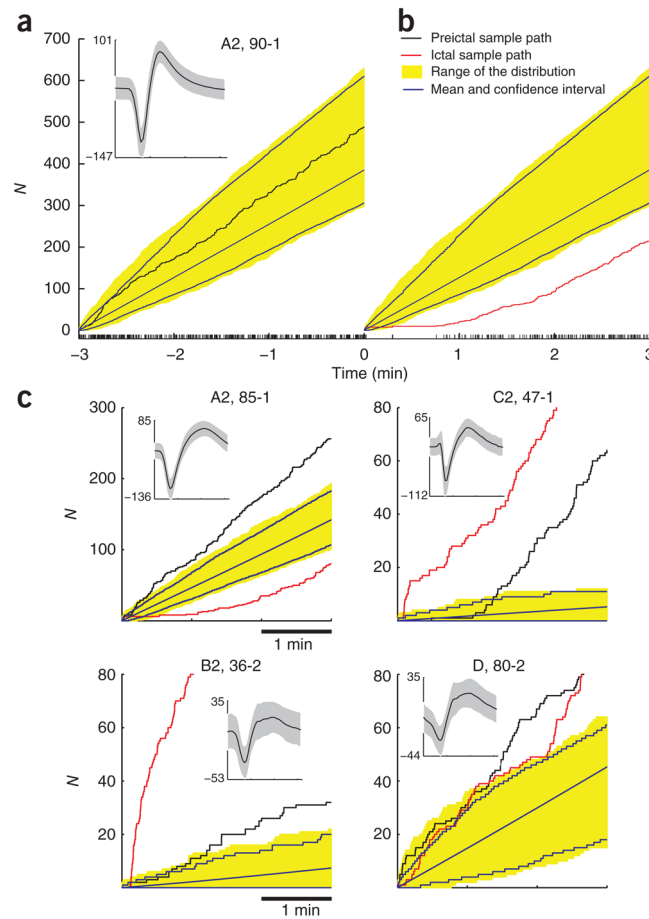 a
b
A2, 90-1
101
−147
Preictal sample path
Ictal sample path
Range of the distribution
Mean and confidence interval
700
600
500
400
300
200
100
0
N
−3
−2
−1
0
1
2
3
Time (min)
c
A2, 85-1
300
200
100
N
85
−136
1 min
C2, 47-1
80
60
40
20
65
−112
B2, 36-2
80
60
40
20
N
35
−53
1 min
D, 80-2
80
60
40
20
35
−44